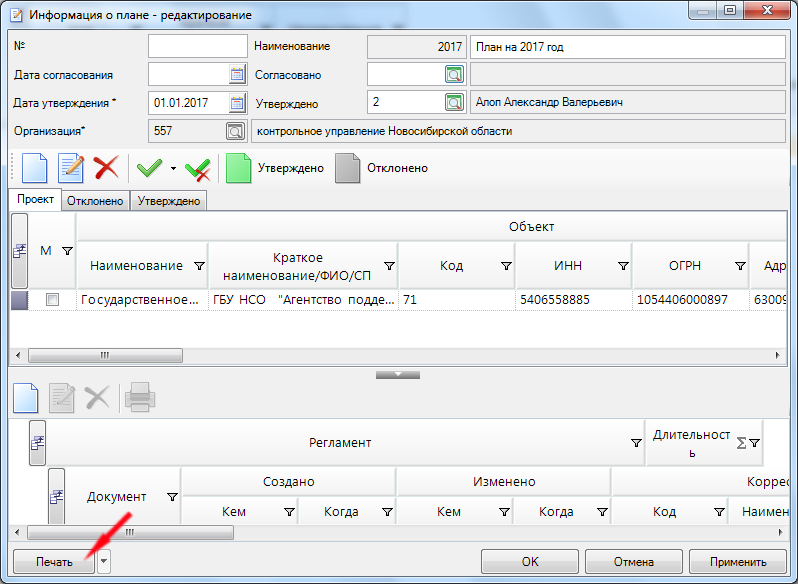 Информация о плане - редактирование
№ Наименование 2017 План на 2017 год
Дата согласования Согласовано
Дата утверждения * 01.01.2017 Утверждено 2 Алоп Александр Валерьевич
Организация* 557 контрольное управление Новосибирской области
Утверждено Отклонено
Проект Отклонено Утверждено
Объект
М Наименование Краткое наименование/ФИО/СП Код ИНН ОГРН Адр
Государственное... ГБУ НСО "Агентство подде... 71 5406558885 1054406000897 63009
Регламент Длительность
Документ Создано Изменено Коррес
Кем Когда Кем Когда Код Наимен
Печать ОК Отмена Применить